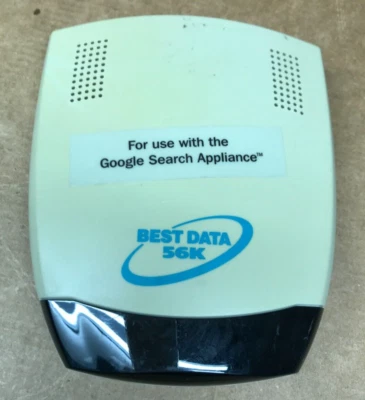 For use with the
Google Search Appliance™
BEST DATA
56K